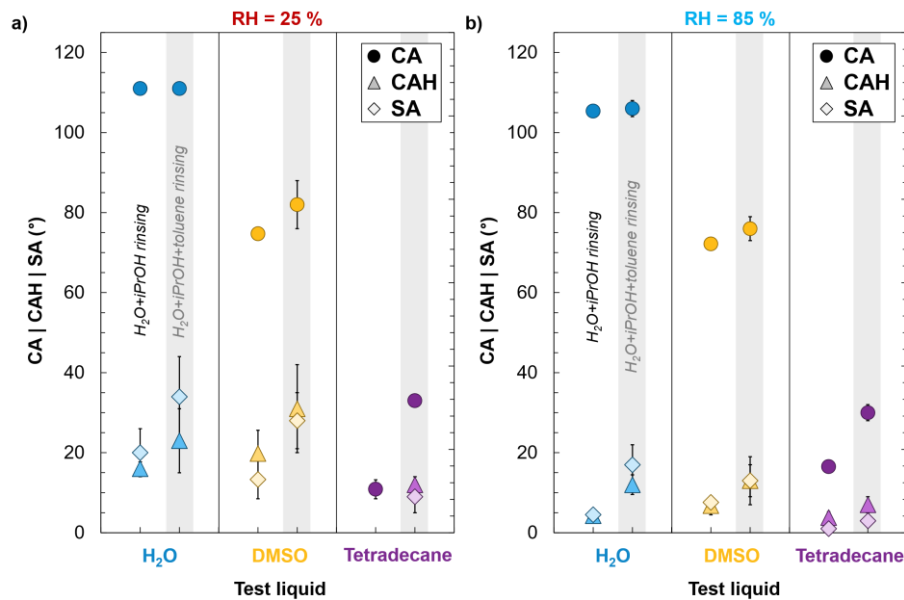 a)
RH = 25 %
CA | CAH | SA (°)
120
100
80
60
40
20
0
CA
CAH
SA
H₂O+iPrOH rinsing
H₂O+iPrOH+toluene rinsing
H₂O
DMSO
Tetradecane
Test liquid
b)
RH = 85 %
CA | CAH | SA (°)
120
100
80
60
40
20
0
CA
CAH
SA
H₂O+iPrOH rinsing
H₂O+iPrOH+toluene rinsing
H₂O
DMSO
Tetradecane
Test liquid